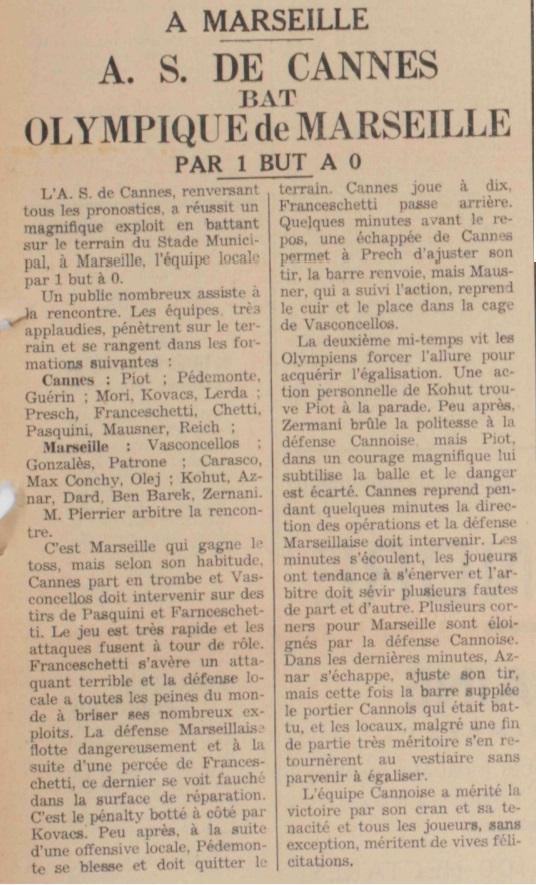 A MARSEILLE
A. S. DE CANNES
BAT
OLYMPIQUE de MARSEILLE
PAR 1 BUT A 0
L'A. S. de Cannes, renversant
tous les pronostics, a réussit un
magnifique exploit en battant
sur le terrain du Stade Munici-
pal, à Marseille, l'équipe locale
par 1 but à 0.
Un public nombreux assiste à
la rencontre. Les équipes, très
applaudies, pénètrent sur le ter-
rain et se rangent dans les for-
mations suivantes :
Cannes : Piot ; Pédemonte,
Guérin ; Mori, Kovacs, Lerda ;
Presch, Franceschetti, Chetti,
Pasquini, Mausner, Reich ;
Marseille : Vasconcellos ;
Gonzalès, Patrone ; Carasco,
Max Conchy, Olej ; Kohut, Az-
nar, Dard, Ben Barek, Zernani.
M. Pierrier arbitre la rencon-
tre.
C'est Marseille qui gagne le
toss, mais selon son habitude,
Cannes part en trombe et Vas-
concellos doit intervenir sur des
tirs de Pasquini et Farnceschet-
ti. Le jeu est très rapide et les
attaques fusent à tour de rôle.
Franceschetti s'avère un atta-
quant terrible et la défense lo-
cale a toutes les peines du mon-
de à briser ses nombreux ex-
ploits. La défense Marseillaise
flotte dangereusement et à la
suite d'une percée de Frances-
chetti, ce dernier se voit fauché
dans la surface de réparation.
C'est le pénalty botté à côté par
Kovacs. Peu après, à la suite
d'une offensive locale, Pédemon-
te se blesse et doit quitter le
terrain. Cannes joue à dix,
Franceschetti passe arrière.
Quelques minutes avant le re-
pos, une échappée de Cannes
permet à Prech d'ajuster son
tir, la barre renvoie, mais Maus-
ner, qui a suivi l'action, reprend
le cuir et le place dans la cage
de Vasconcellos.
La deuxième mi-temps vit les
Olympiens forcer l'allure pour
acquérir l'égalisation. Une ac-
tion personnelle de Kohut trou-
ve Piot à la parade. Peu après,
Zermani brûle la politesse à la
défense Cannoise, mais Piot,
dans un courage magnifique lui
subtilise la balle et le danger
est écarté. Cannes reprend pen-
dant quelques minutes la direc-
tion des opérations et la défense
Marseillaise doit intervenir. Les
minutes s'écoulent, les joueurs
ont tendance à s'énerver et l'ar-
bitre doit sévir plusieurs fautes
de part et d'autre. Plusieurs cor-
ners pour Marseille sont éloi-
gnés par la défense Cannoise.
Dans les dernières minutes, Az-
nar s'échappe, ajuste son tir,
mais cette fois la barre supplée
le portier Cannois qui était bat-
tu, et les locaux, malgré une fin
de partie très méritoire s'en re-
tournèrent au vestiaire sans
parvenir à égaliser.
L'équipe Cannoise a mérité la
victoire par son cran et sa te-
nacité et tous les joueurs, sans
exception, méritent de vives féli-
citations.